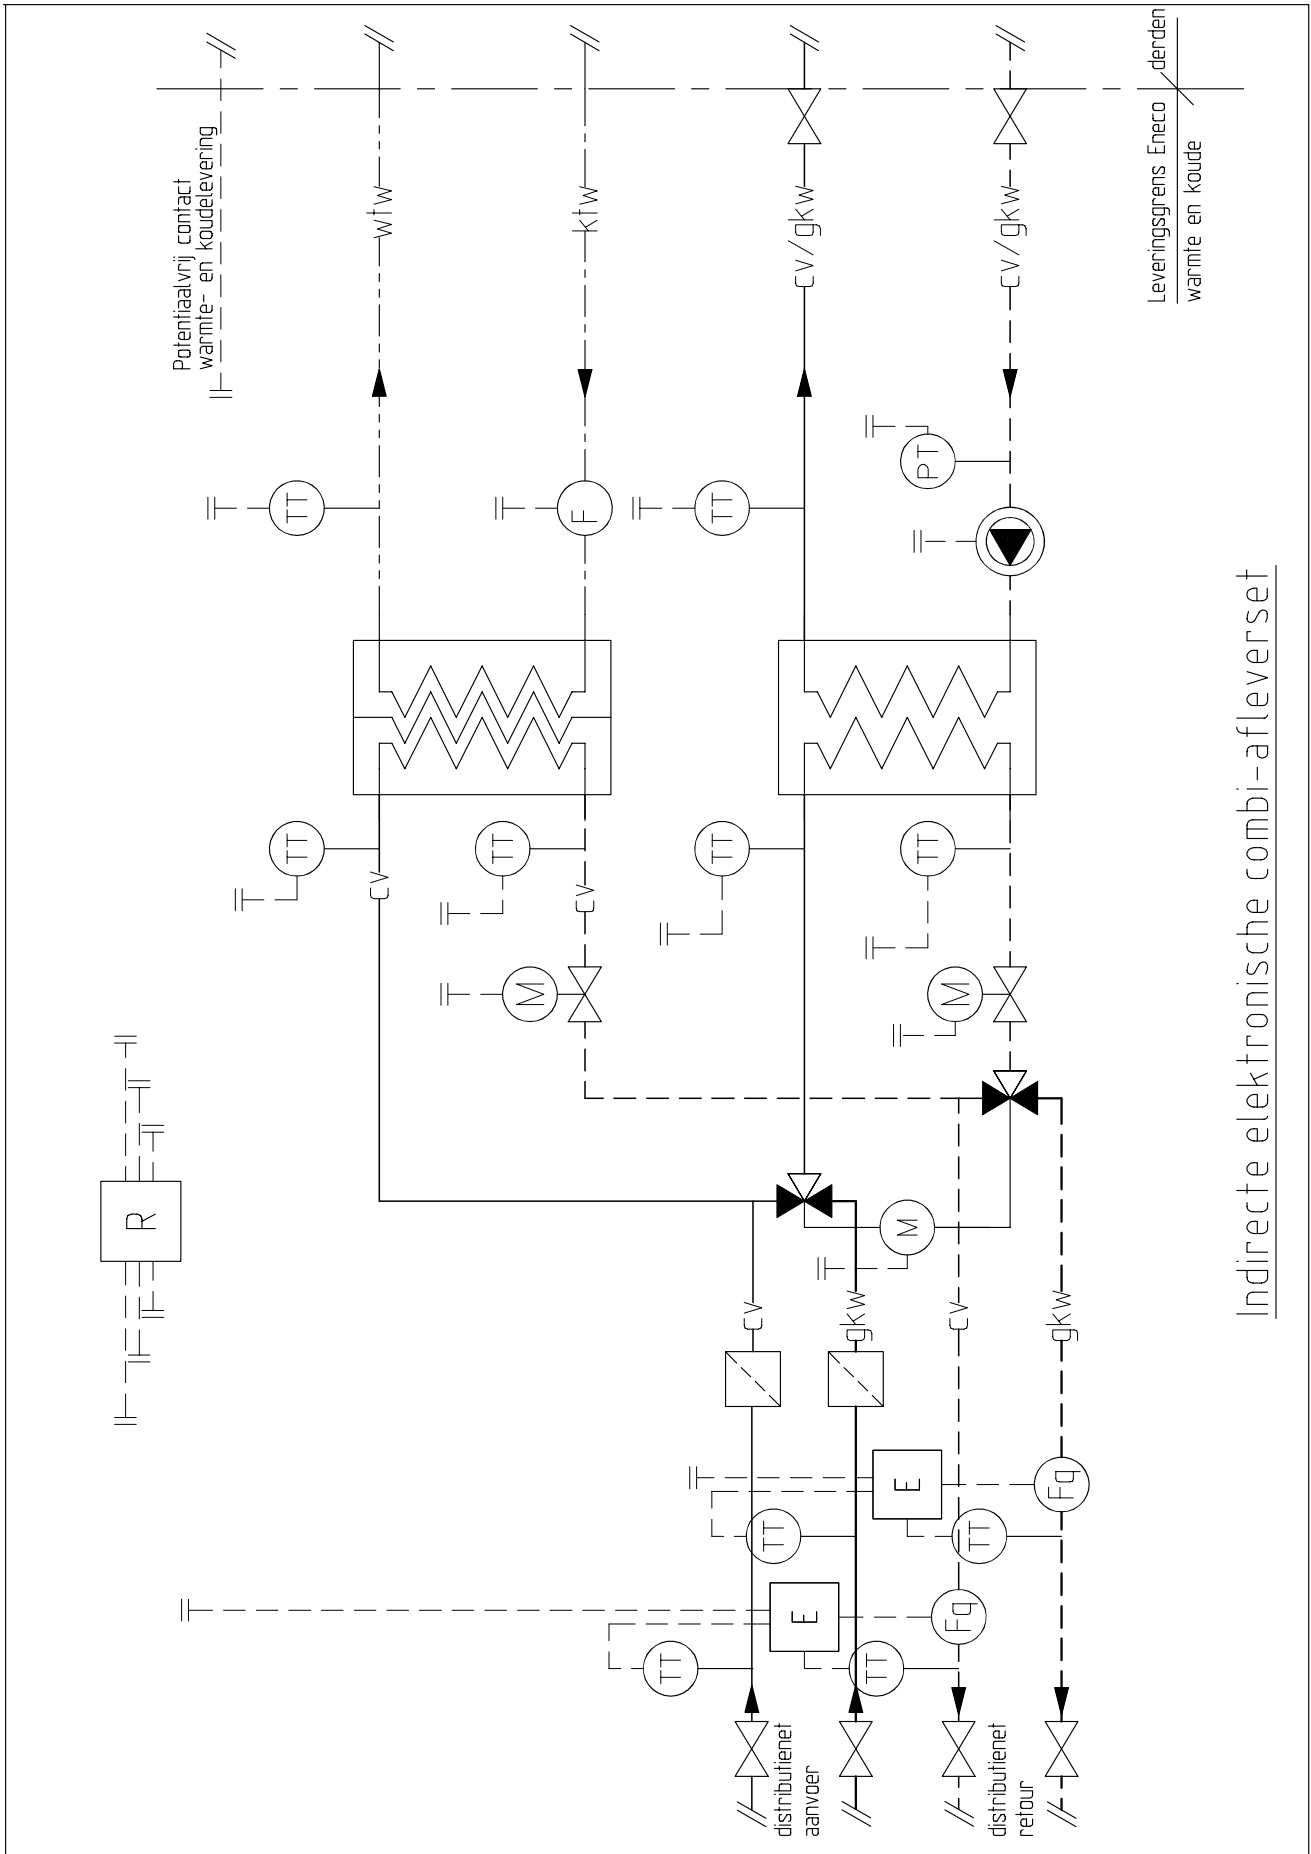 Potentiaalvrij contact
warmte- en koudelevering
wtw
ktw
cv/gkw
cv/gkw
Leveringsgrens Eneco
derden
warmte en koude
TT
F
TT
PT
TT
TT
TT
TT
cv
cv
M
M
R
M
cv
gkw
cv
gkw
E
Fq
TT
TT
E
Fq
TT
TT
distributienet
aanvoer
distributienet
retour
Indirecte elektronische combi-afleverset